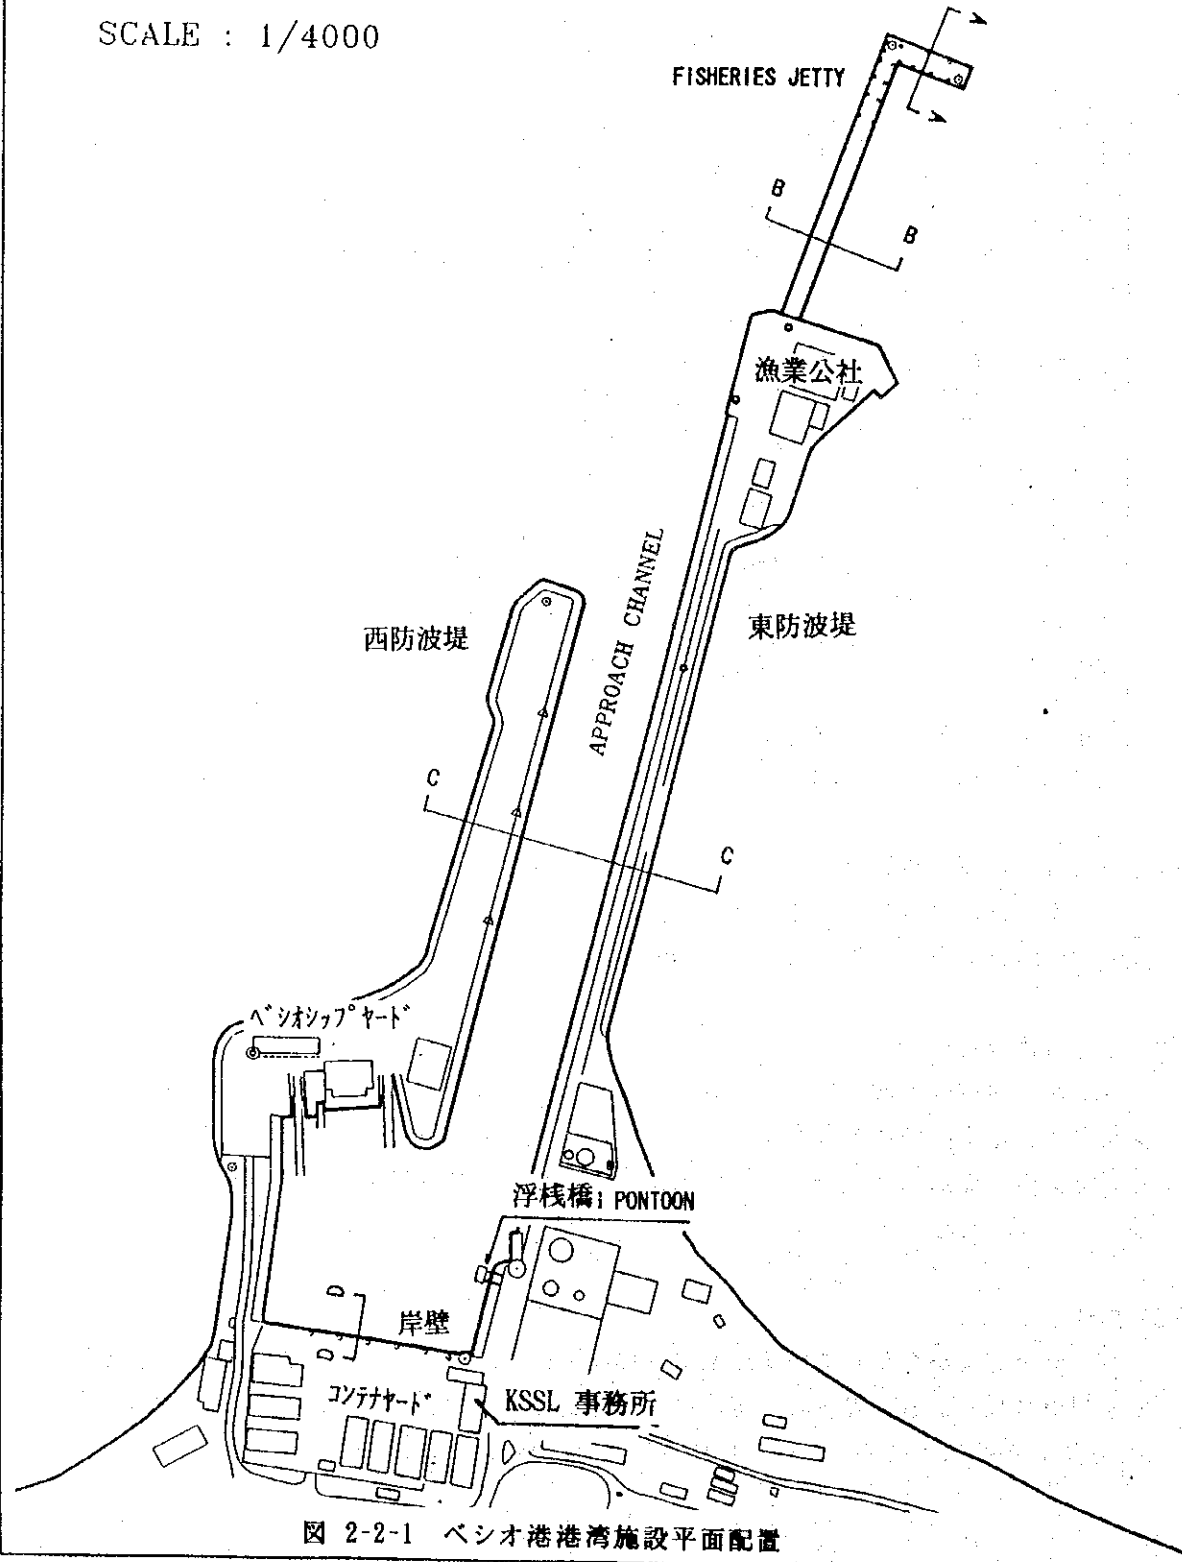 SCALE : 1/4000
A
FISHERIES JETTY
A
B
B
漁業公社
APPROACH CHANNEL
西防波堤
東防波堤
C
C
ベシオシップヤード
浮桟橋; PONTOON
D
岸壁
D
コンテナヤード
KSSL 事務所
図 2-2-1 ベシオ港港湾施設平面配置